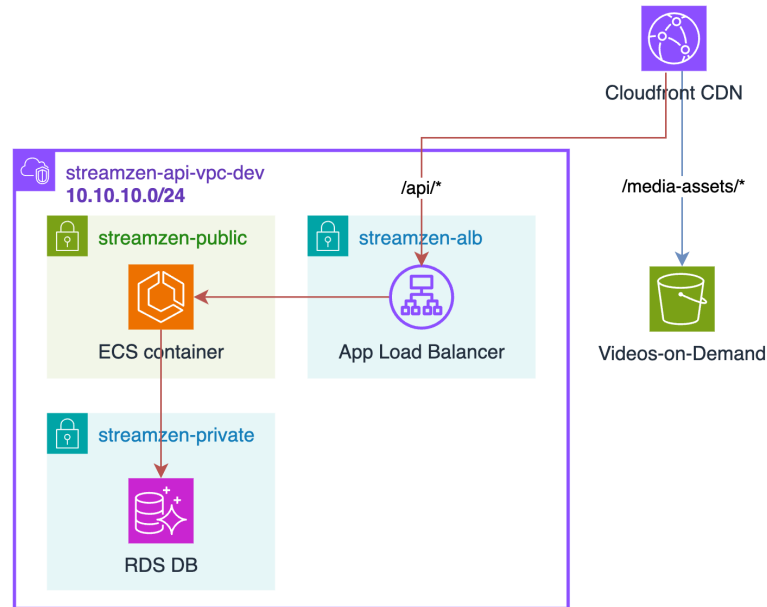 Cloudfront CDN
streamzen-api-vpc-dev
10.10.10.0/24
/api/*
/media-assets/*
streamzen-public
streamzen-alb
ECS container
App Load Balancer
Videos-on-Demand
streamzen-private
RDS DB